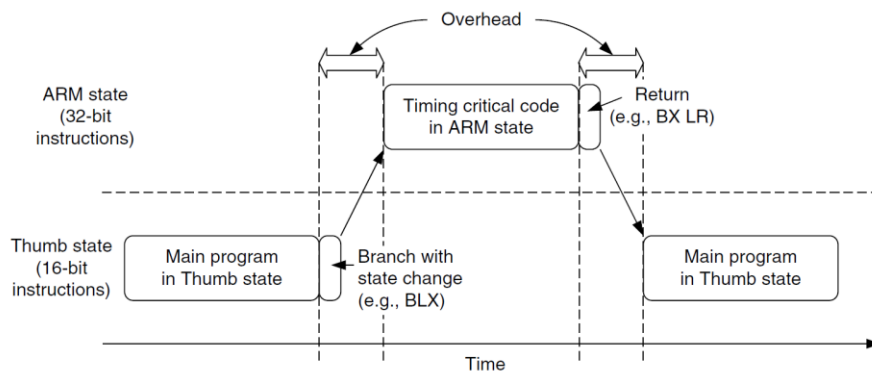 Overhead
ARM state
(32-bit
instructions)
Timing critical code
in ARM state
Return
(e.g., BX LR)
Thumb state
(16-bit
instructions)
Main program
in Thumb state
Branch with
state change
(e.g., BLX)
Main program
in Thumb state
Time